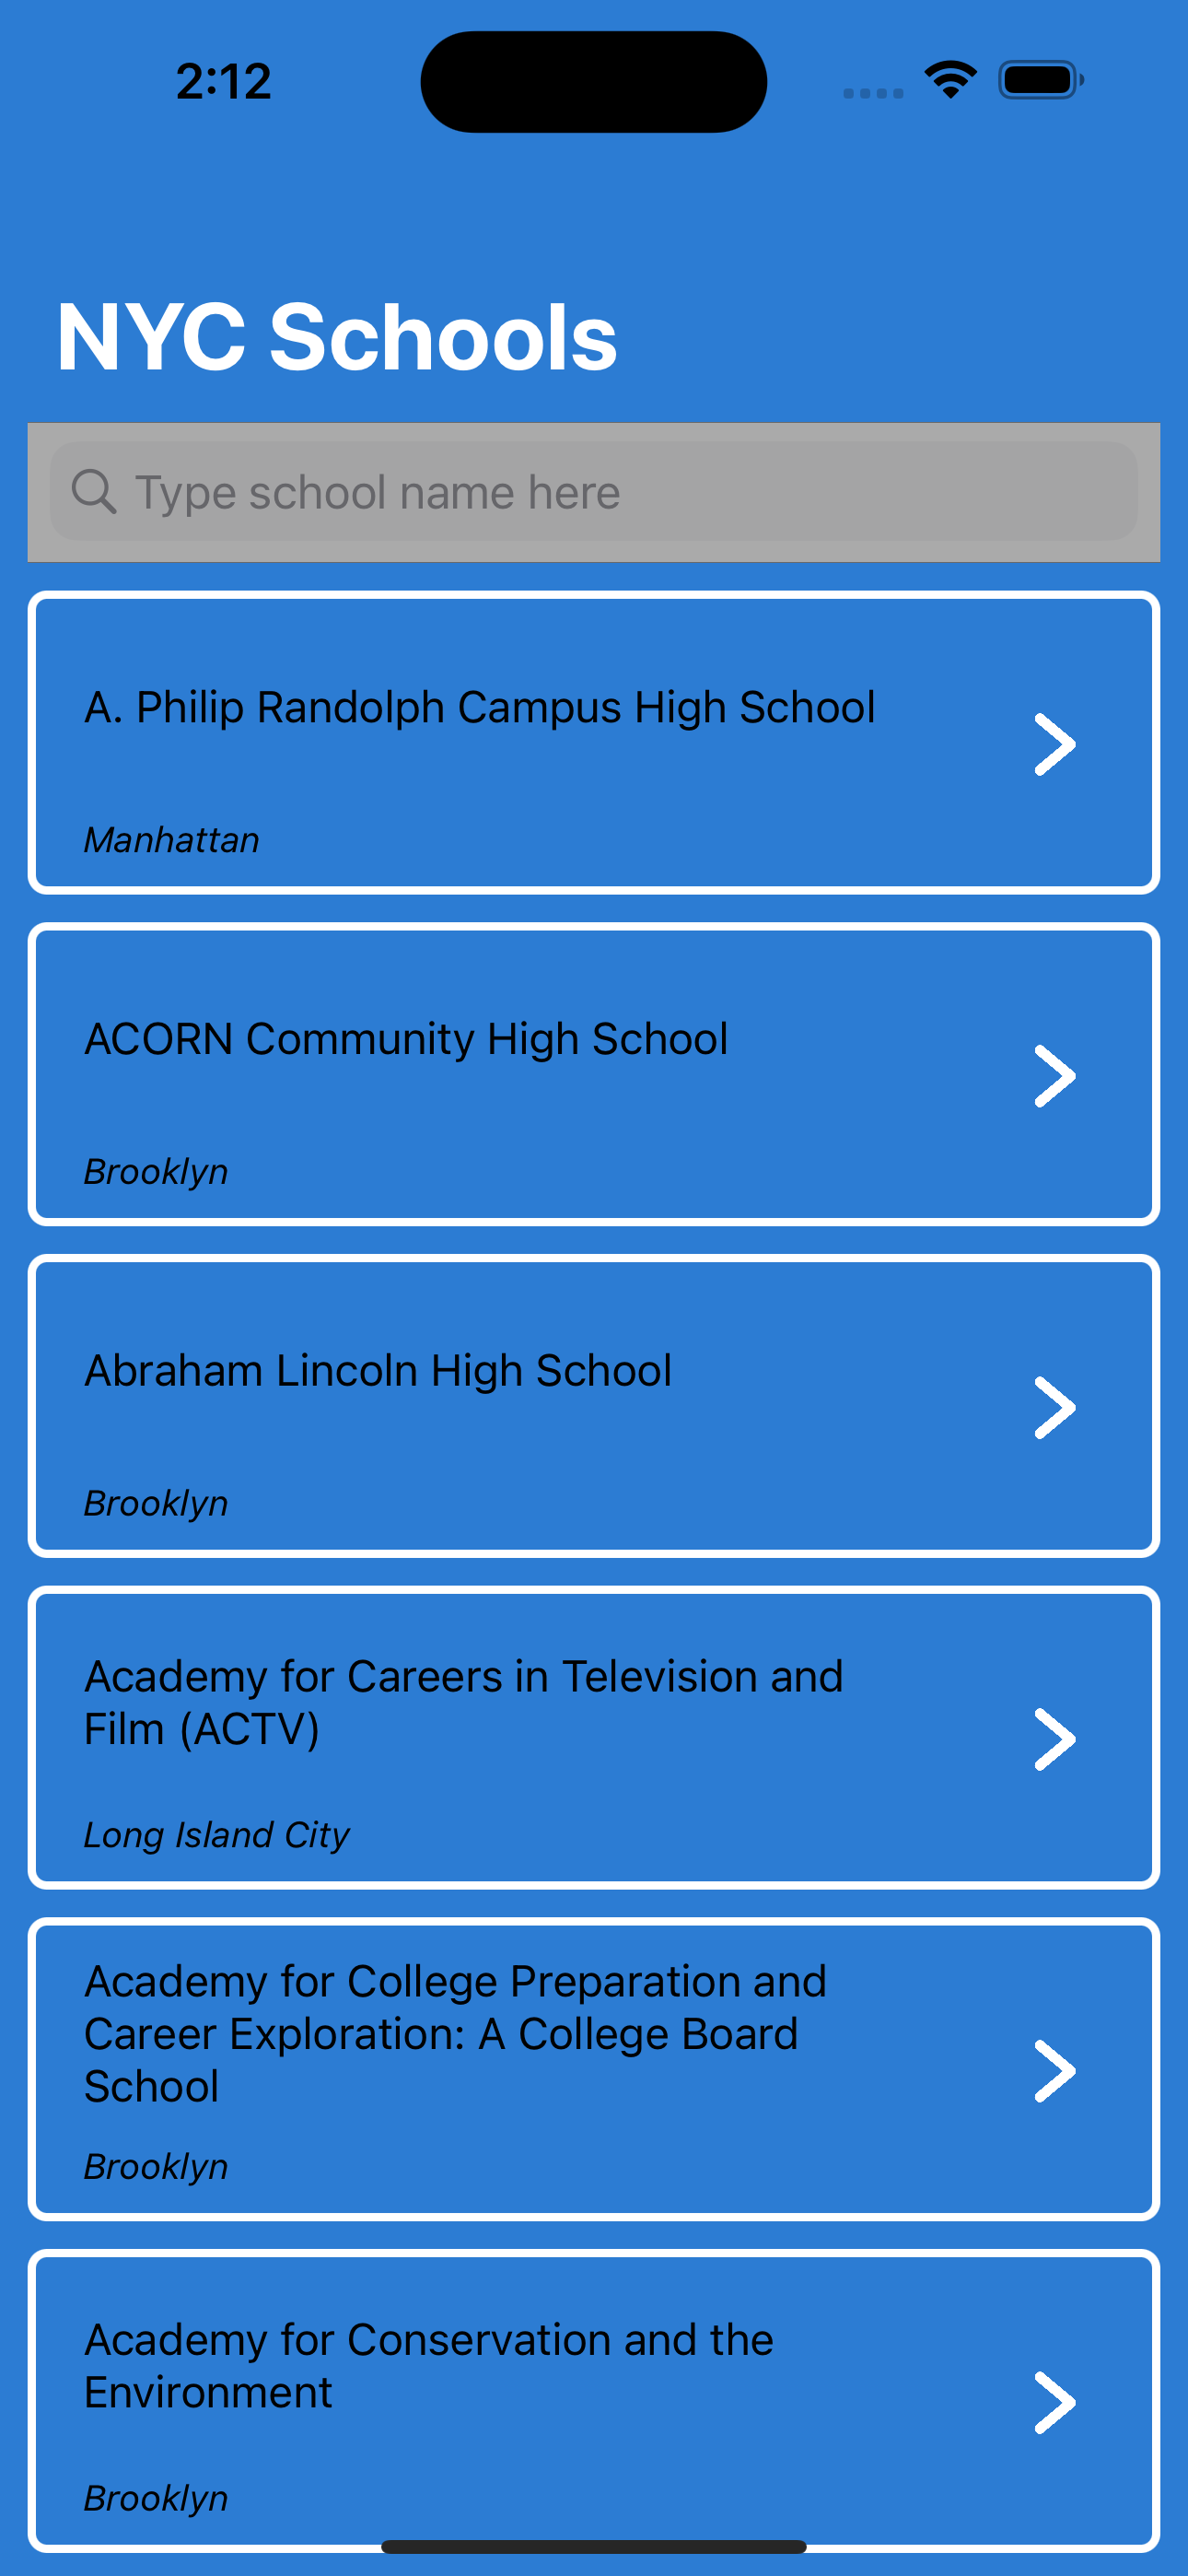 2:12
NYC Schools
Type school name here
A. Philip Randolph Campus High School
Manhattan
ACORN Community High School
Brooklyn
Abraham Lincoln High School
Brooklyn
Academy for Careers in Television and
Film (ACTV)
Long Island City
Academy for College Preparation and
Career Exploration: A College Board
School
Brooklyn
Academy for Conservation and the
Environment
Brooklyn